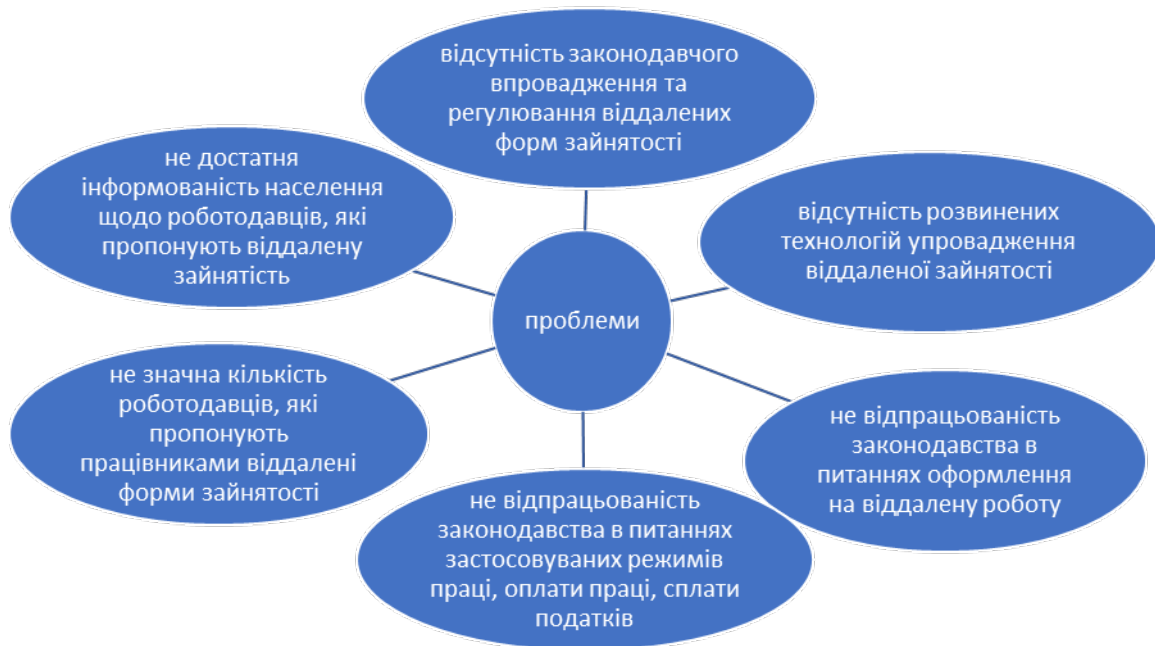 відсутність законодавчого
впровадження та
регулювання віддалених
форм зайнятості
не достатня
інформованість населення
щодо роботодавців, які
пропонують віддалену
зайнятість
відсутність розвинених
технологій упровадження
віддаленої зайнятості
проблеми
не значна кількість
роботодавців, які
пропонують
працівниками віддалені
форми зайнятості
не відпрацьованість
законодавства в
питаннях оформлення
на віддалену роботу
не відпрацьованість
законодавства в питаннях
застосовуваних режимів
праці, оплати праці, сплати
податків